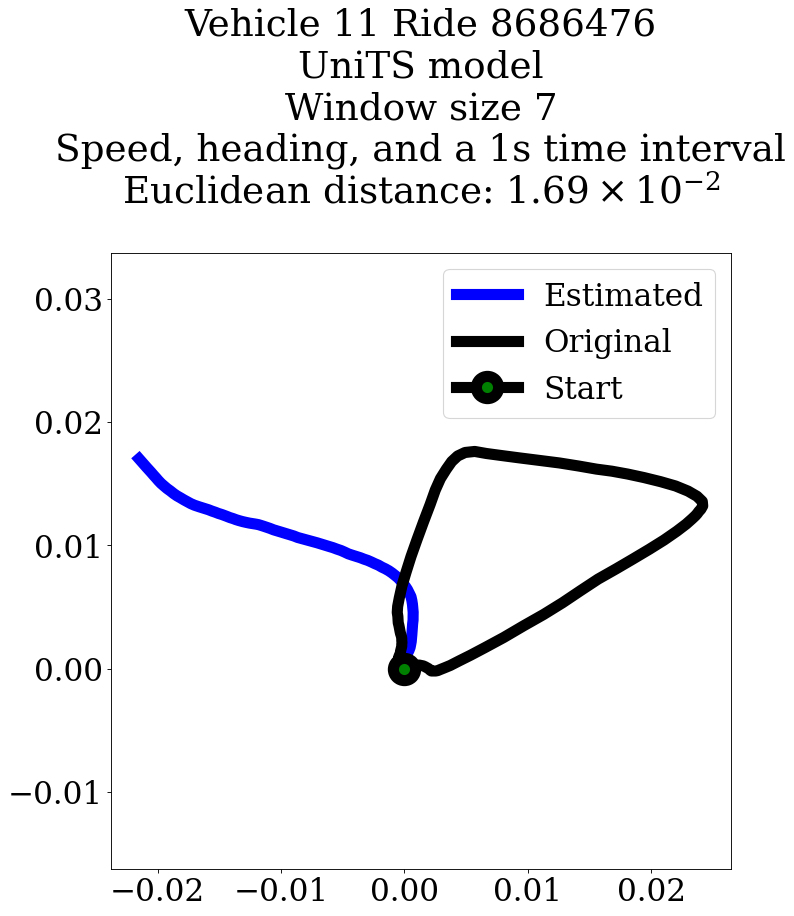 Vehicle 11 Ride 8686476
UniTS model
Window size 7
Speed, heading, and a 1s time interval
Euclidean distance: 1.69 × 10⁻²
Estimated
Original
Start
0.03
0.02
0.01
0.00
−0.01
−0.02 −0.01 0.00 0.01 0.02